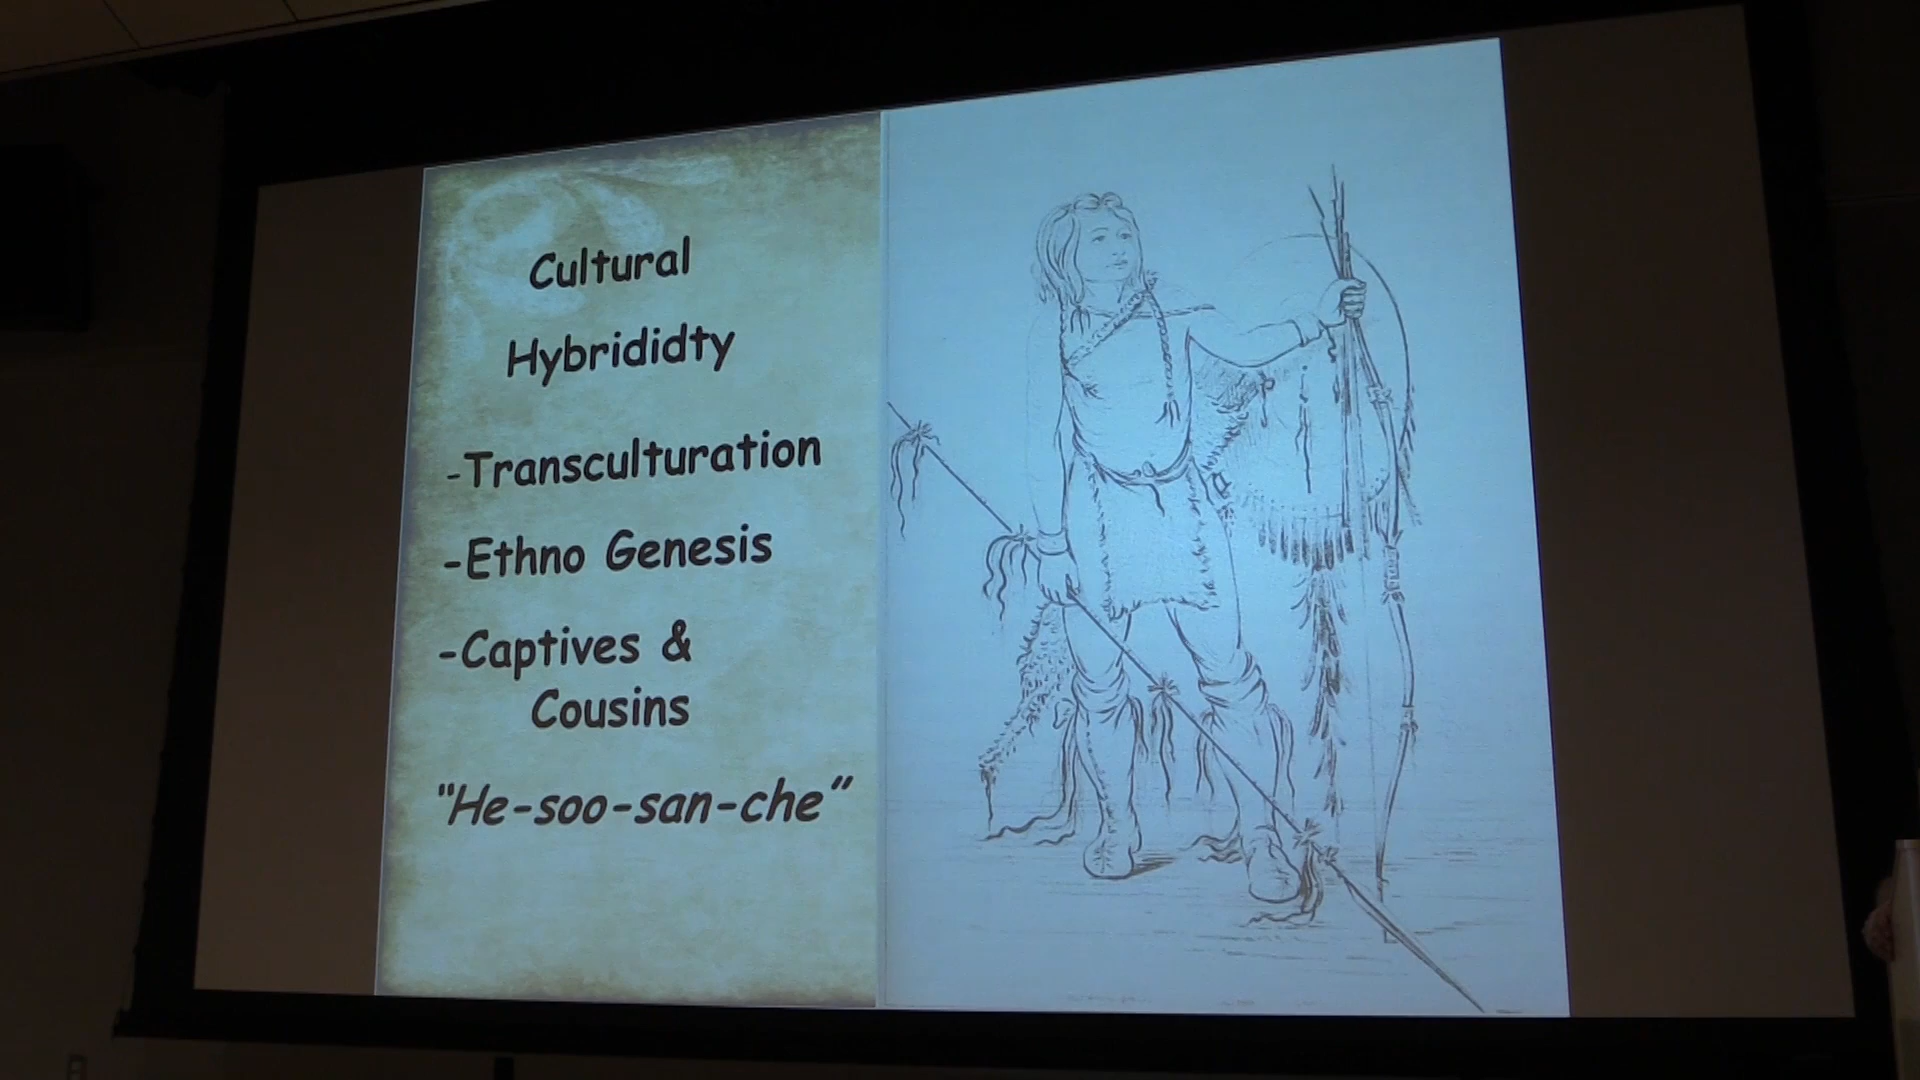 Cultural
Hybrididty
-Transculturation
-Ethno Genesis
-Captives &
Cousins
"He-soo-san-che"